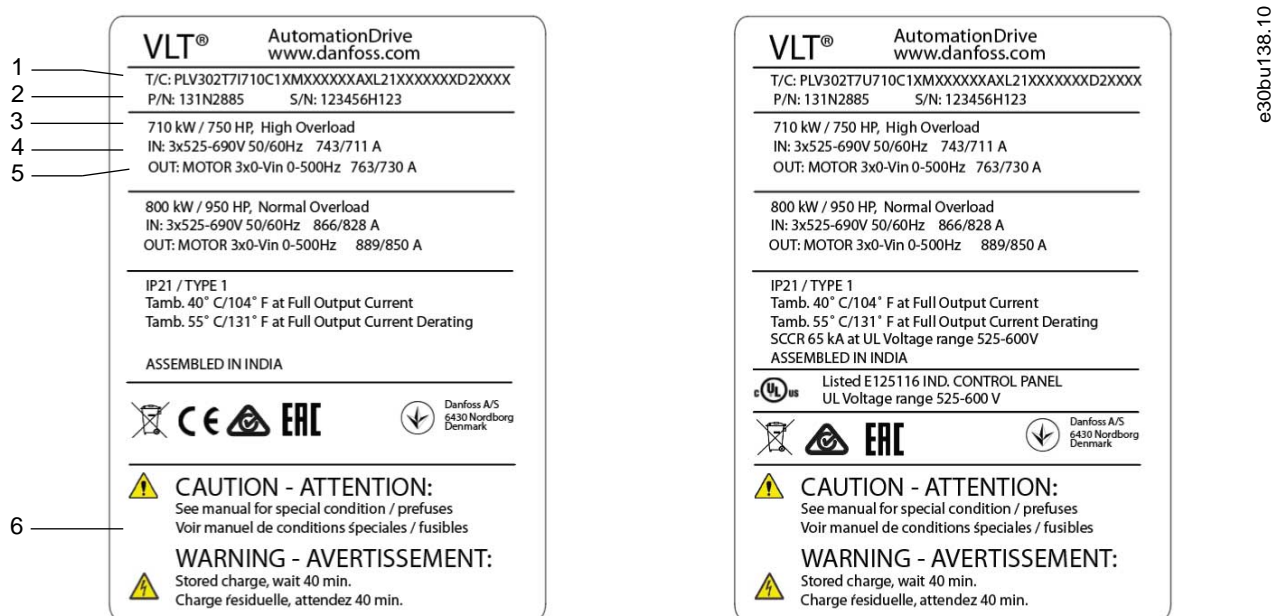 e30bu138.10
VLT® AutomationDrive
www.danfoss.com
1
T/C: PLV302T7I710C1XMXXXXXXAXL21XXXXXXXD2XXXX
2
P/N: 131N2885 S/N: 123456H123
3
710 kW / 750 HP, High Overload
4
IN: 3x525-690V 50/60Hz 743/711 A
5
OUT: MOTOR 3x0-Vin 0-500Hz 763/730 A
800 kW / 950 HP, Normal Overload
IN: 3x525-690V 50/60Hz 866/828 A
OUT: MOTOR 3x0-Vin 0-500Hz 889/850 A
IP21 / TYPE 1
Tamb. 40˚ C/104˚ F at Full Output Current
Tamb. 55˚ C/131˚ F at Full Output Current Derating
ASSEMBLED IN INDIA
CE EAC
Danfoss A/S
6430 Nordborg
Denmark
CAUTION - ATTENTION:
See manual for special condition / prefuses
6
Voir manuel de conditions śpeciales / fusibles
WARNING - AVERTISSEMENT:
Stored charge, wait 40 min.
Charge ŕesiduelle, attendez 40 min.
VLT® AutomationDrive
www.danfoss.com
T/C: PLV302T7U710C1XMXXXXXXAXL21XXXXXXXD2XXXX
P/N: 131N2885 S/N: 123456H123
710 kW / 750 HP, High Overload
IN: 3x525-690V 50/60Hz 743/711 A
OUT: MOTOR 3x0-Vin 0-500Hz 763/730 A
800 kW / 950 HP, Normal Overload
IN: 3x525-690V 50/60Hz 866/828 A
OUT: MOTOR 3x0-Vin 0-500Hz 889/850 A
IP21 / TYPE 1
Tamb. 40˚ C/104˚ F at Full Output Current
Tamb. 55˚ C/131˚ F at Full Output Current Derating
SCCR 65 kA at UL Voltage range 525-600V
ASSEMBLED IN INDIA
c UL us Listed E125116 IND. CONTROL PANEL
UL Voltage range 525-600 V
EAC
Danfoss A/S
6430 Nordborg
Denmark
CAUTION - ATTENTION:
See manual for special condition / prefuses
Voir manuel de conditions śpeciales / fusibles
WARNING - AVERTISSEMENT:
Stored charge, wait 40 min.
Charge ŕesiduelle, attendez 40 min.